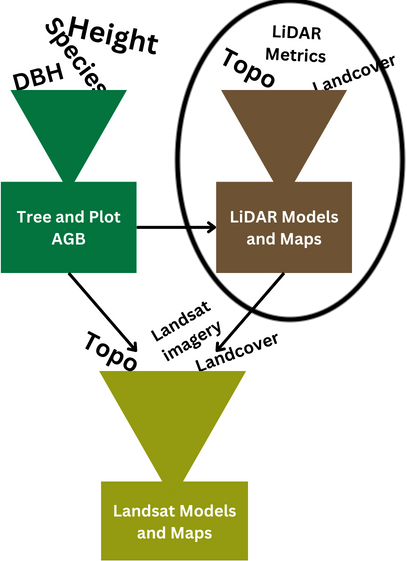 Height
Species
DBH
LiDAR
Metrics
Topo
Landcover
Tree and Plot
AGB
LiDAR Models
and Maps
Landsat
imagery
Topo
Landcover
Landsat Models
and Maps